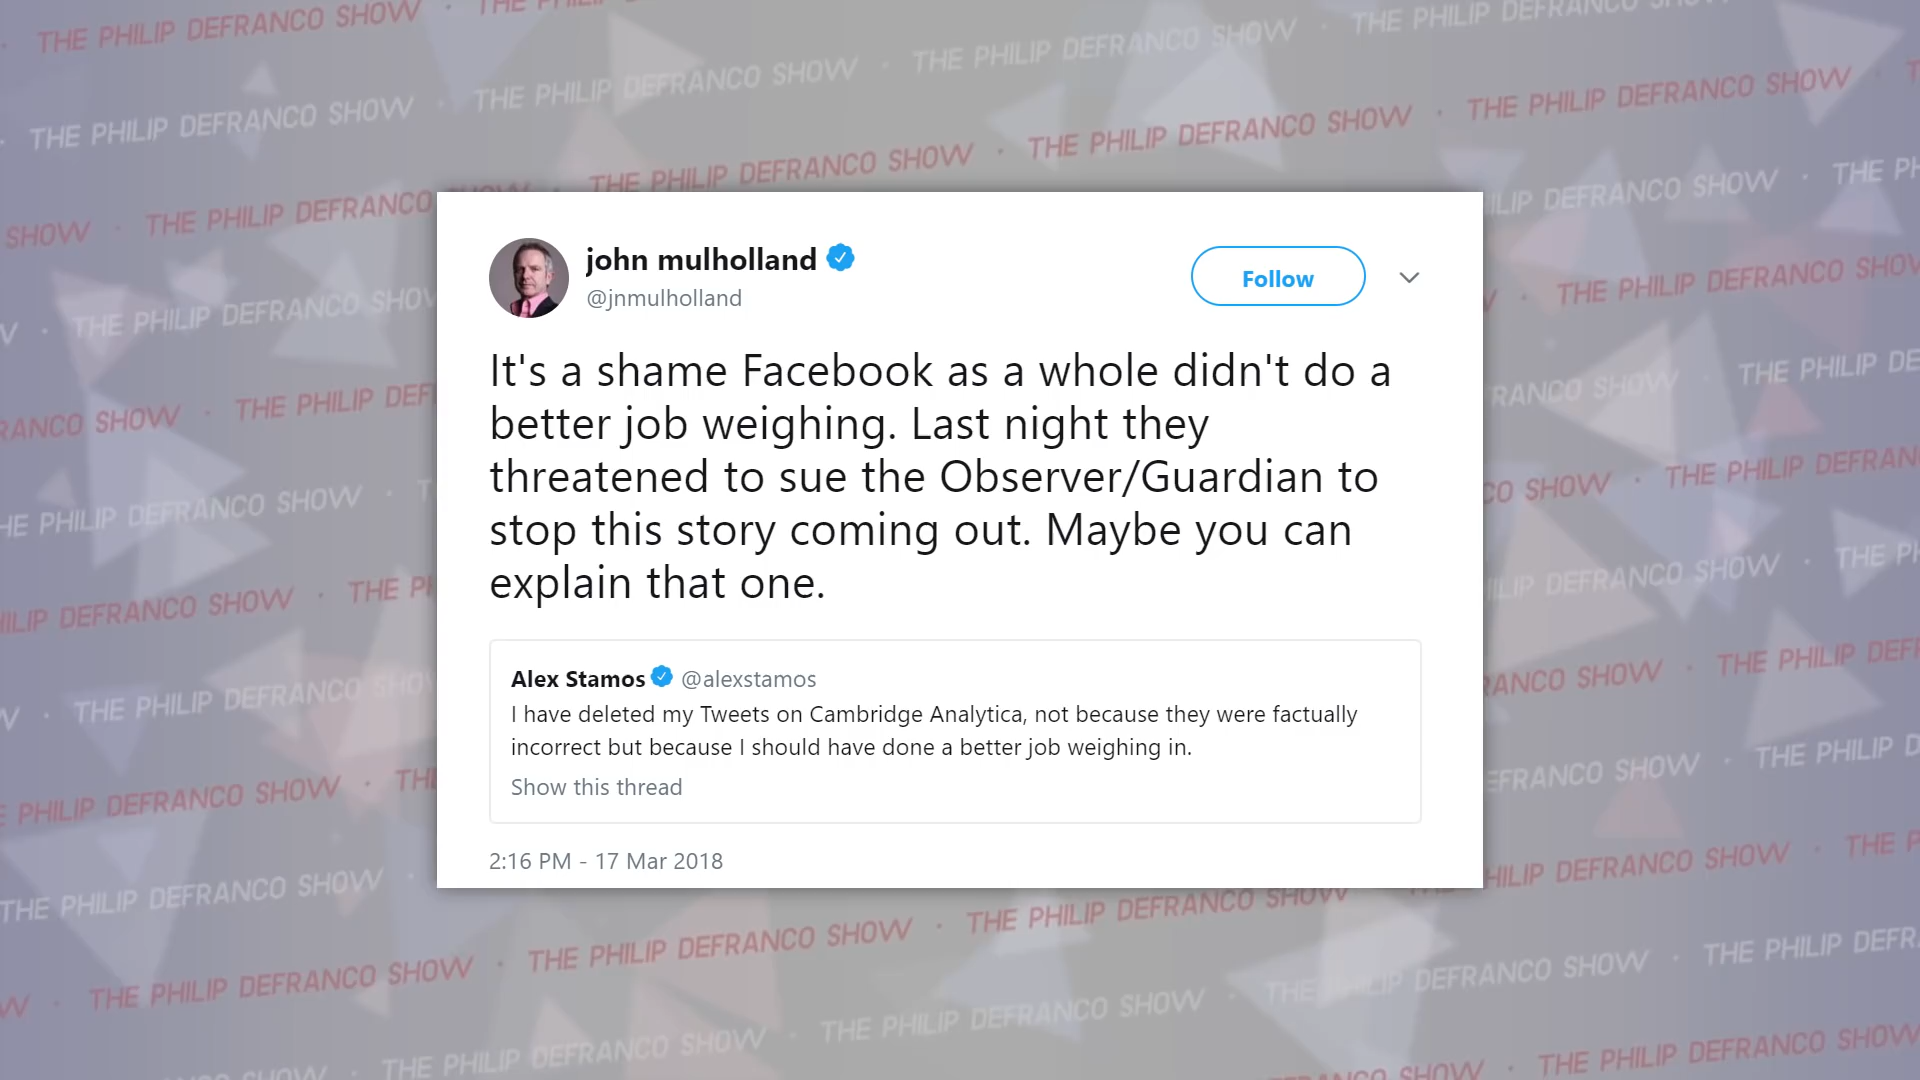 THE PHILIP DEFRANCO SHOW
john mulholland
@jnmulholland
Follow
It's a shame Facebook as a whole didn't do a
better job weighing. Last night they
threatened to sue the Observer/Guardian to
stop this story coming out. Maybe you can
explain that one.
Alex Stamos @alexstamos
I have deleted my Tweets on Cambridge Analytica, not because they were factually
incorrect but because I should have done a better job weighing in.
Show this thread
2:16 PM - 17 Mar 2018